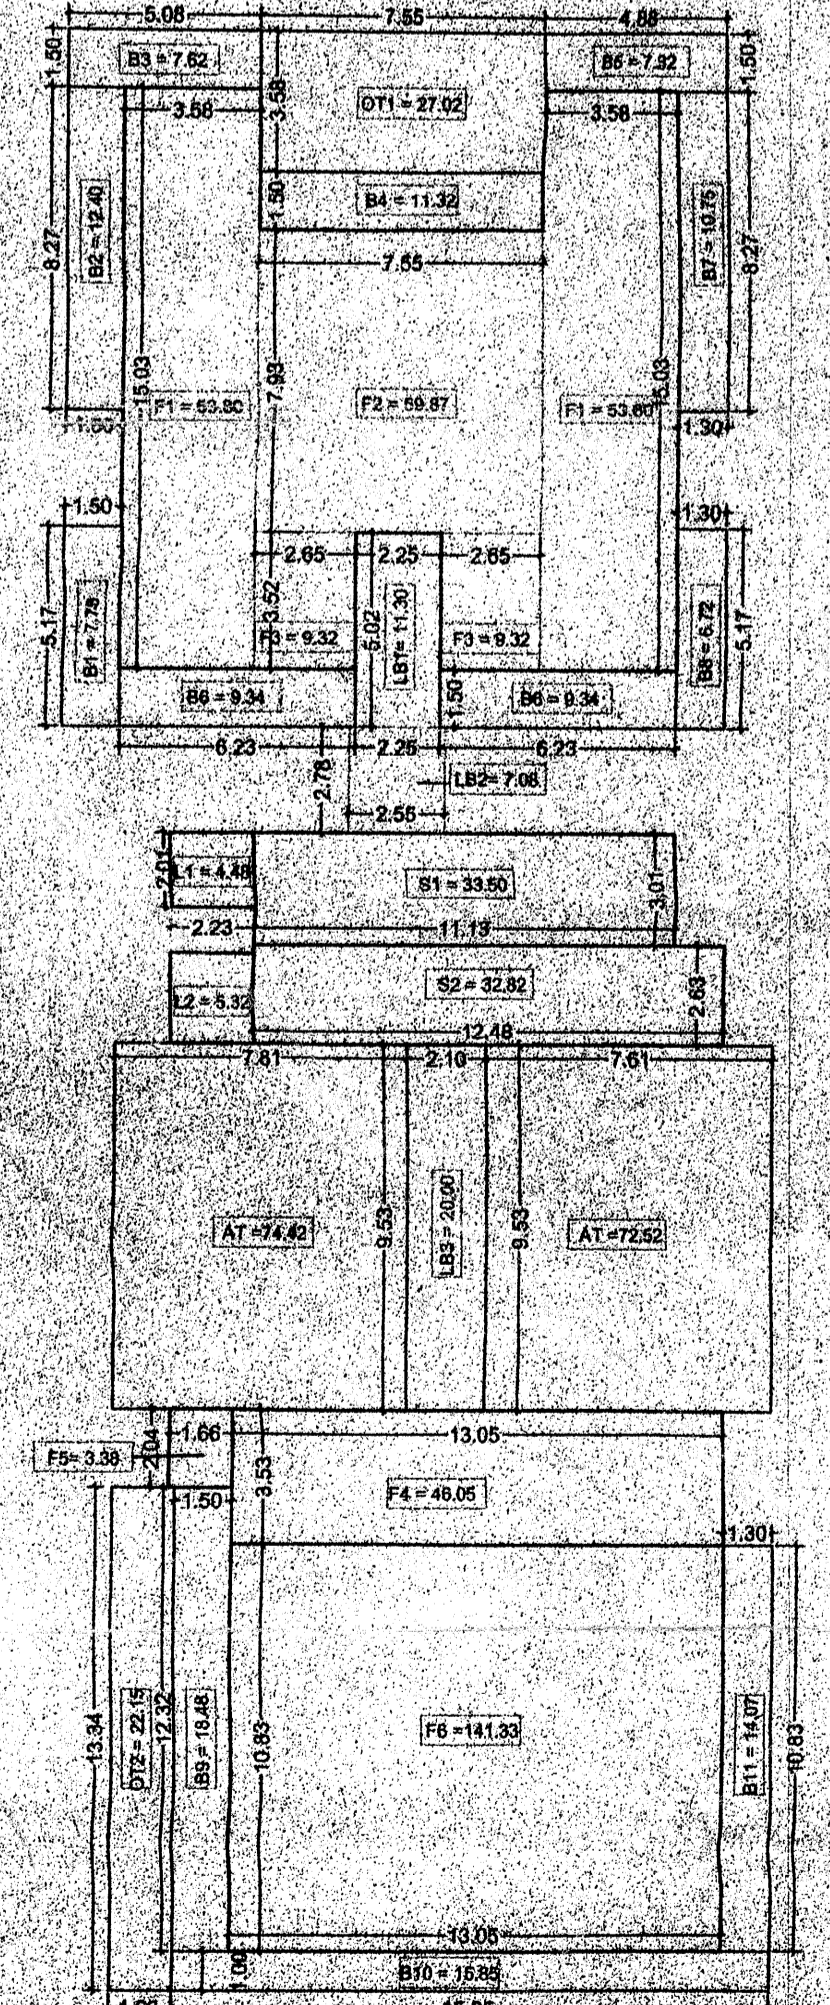 5.08 7.55 4.88
1.50 B3 = 7.62 B5 = 7.32 1.50
3.58 3.58 OT1 = 27.02 3.58
1.50 B4 = 11.32
7.55
8.27 B2 = 12.40 B7 = 10.75 8.27
15.03 7.93 15.03
F1 = 53.80 F2 = 59.87 F1 = 53.80
1.50 1.30
1.50 1.30
2.65 2.25 2.65
5.17 B1 = 7.78 3.52 5.02 LB1 = 11.30 B8 = 6.72 5.17
F3 = 9.32 F3 = 9.32
B6 = 9.34 1.50 B6 = 9.34
6.23 2.25 6.23
2.78 LB2= 7.08
2.55
2.01 L1 = 4.48 S1 = 33.50 3.01
2.23 11.13
L2 = 5.32 S2 = 32.82 2.63
12.48
7.81 2.10 7.61
AT =74.42 9.53 LB3 = 20.00 9.53 AT =72.52
1.66 13.05
F5= 3.38 2.04 3.53
1.50 F4 = 46.05
1.30
13.34 OT2 = 22.15 12.32 B9 = 18.48 10.83 F6 =141.33 B11 = 14.07 10.83
13.05
1.00 B10 = 15.85